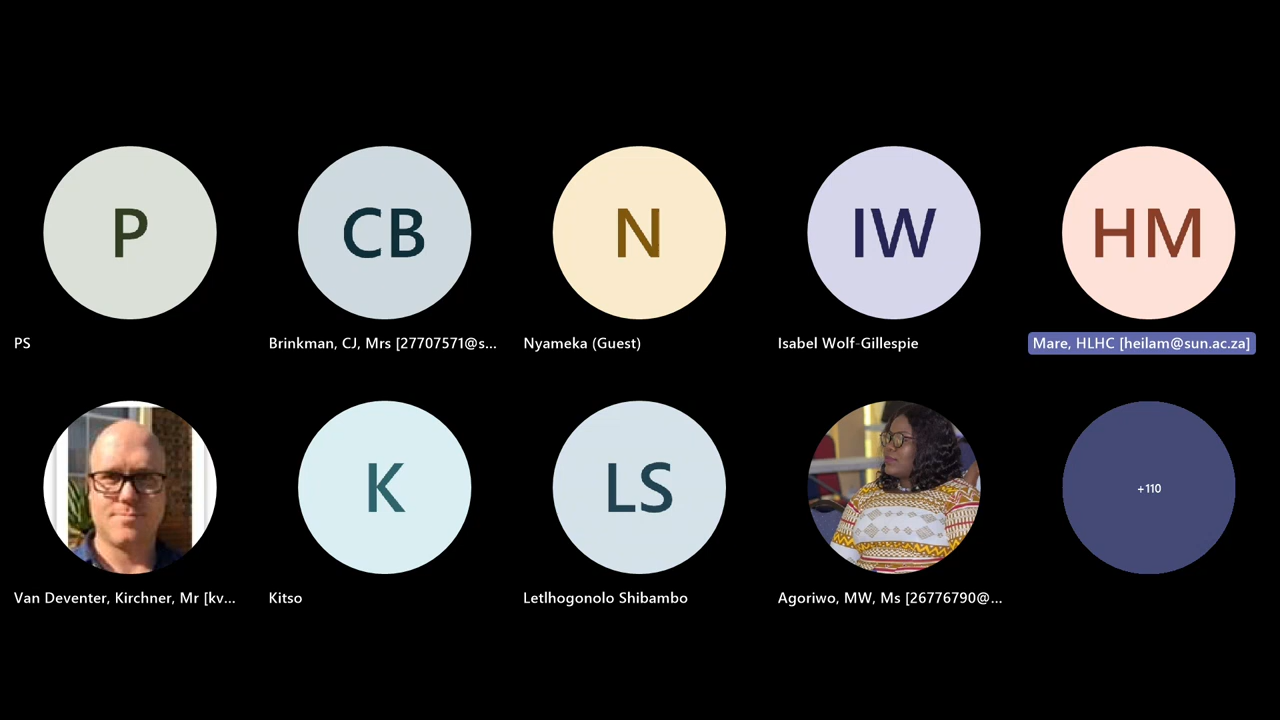 P
CB
N
IW
HM
PS
Brinkman, CJ, Mrs [27707571@s...
Nyameka (Guest)
Isabel Wolf-Gillespie
Mare, HLHC [heilam@sun.ac.za]
K
LS
+110
Van Deventer, Kirchner, Mr [kv...
Kitso
Letlhogonolo Shibambo
Agoriwo, MW, Ms [26776790@...